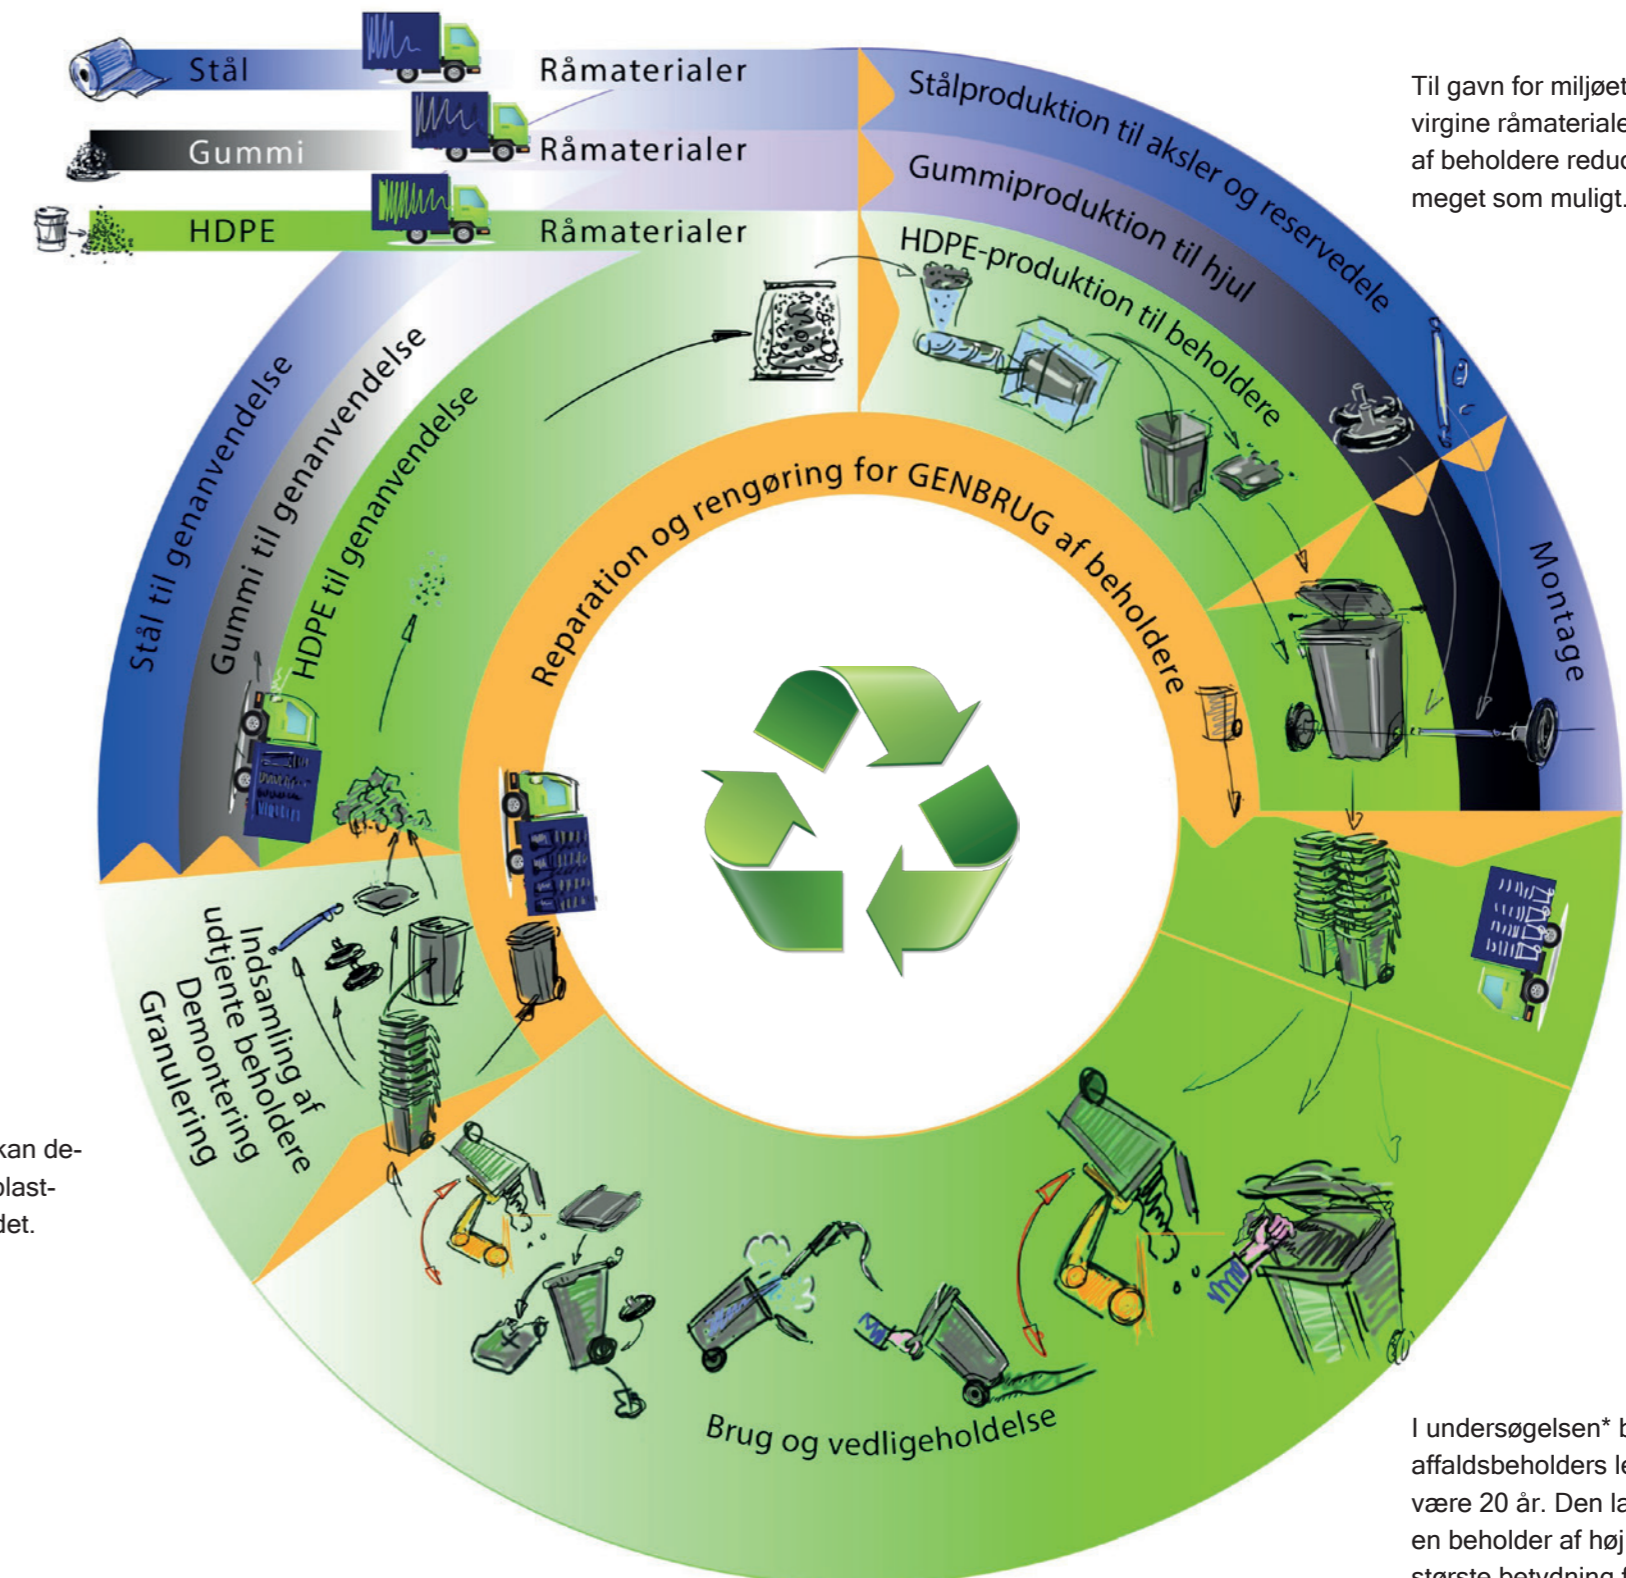 Stål
Råmaterialer
Gummi
Råmaterialer
HDPE
Råmaterialer
Stålproduktion til aksler og reservedele
Gummiproduktion til hjul
HDPE-produktion til beholdere
Montage
Stål til genanvendelse
Gummi til genanvendelse
HDPE til genanvendelse
Reparation og rengøring for GENBRUG af beholdere
Indsamling af
udtjente beholdere
Demontering
Granulering
Brug og vedligeholdelse
Til gavn for miljøet
virgine råmateriale
af beholdere reduc
meget som muligt.
kan de-
plast-
det.
I undersøgelsen* b
affaldsbeholders le
være 20 år. Den la
en beholder af høj
største betydning f